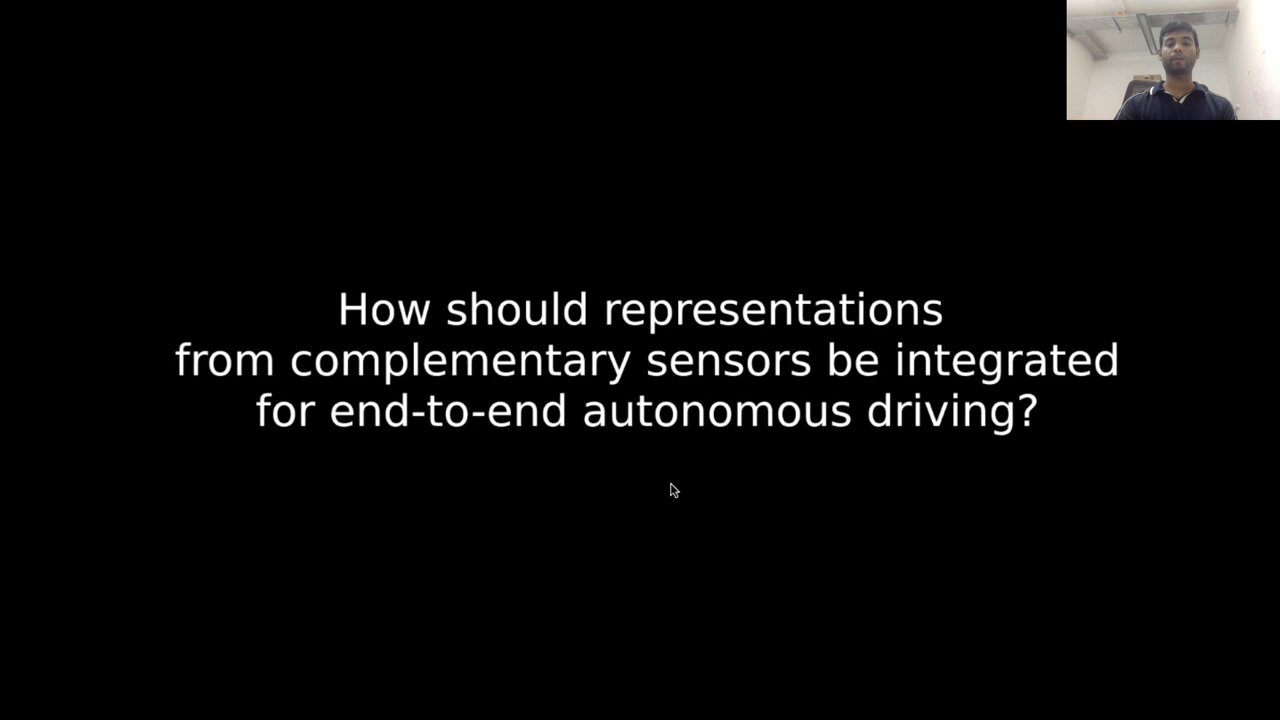 How should representations
from complementary sensors be integrated
for end-to-end autonomous driving?